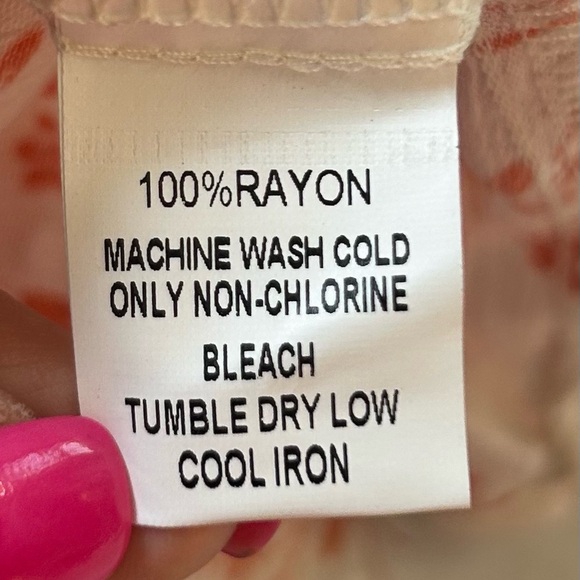 100%RAYON
MACHINE WASH COLD
ONLY NON-CHLORINE
BLEACH
TUMBLE DRY LOW
COOL IRON